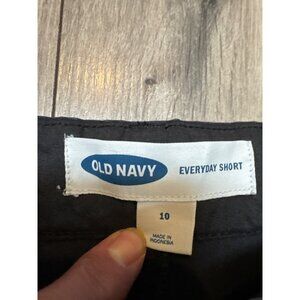 OLD NAVY EVERYDAY SHORT
10
MADE IN
INDONESIA